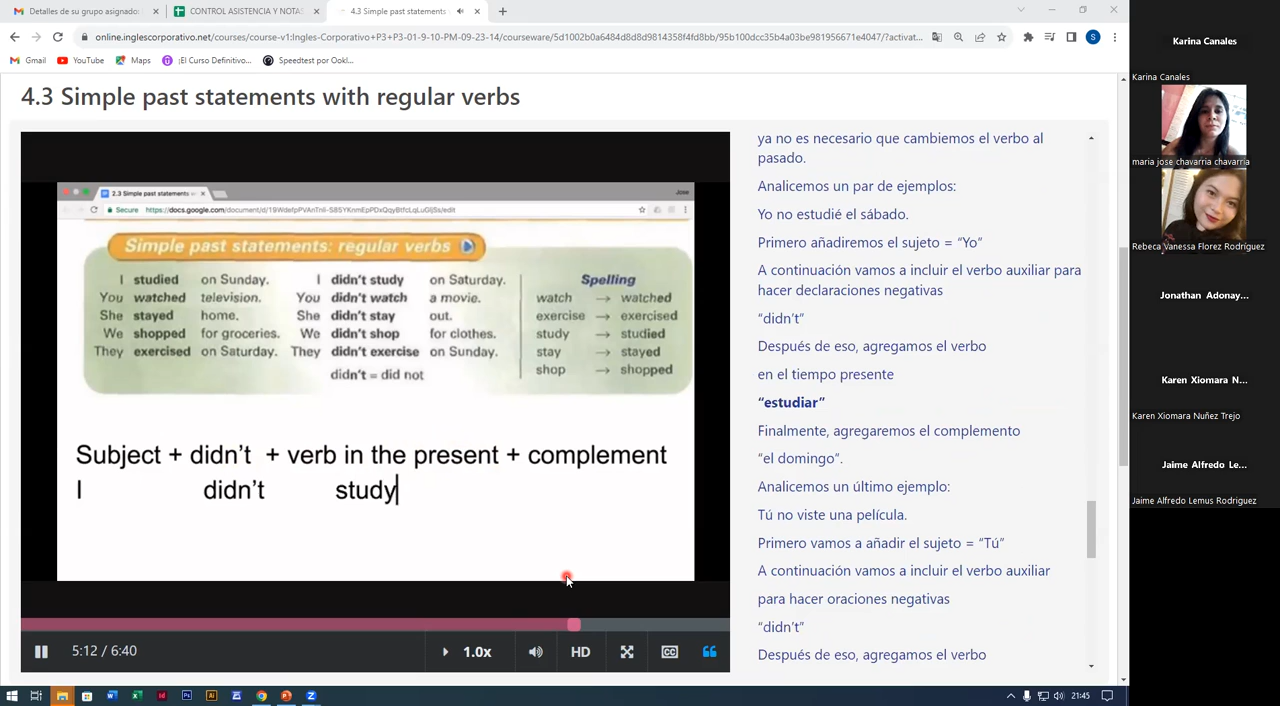 Detalles de su grupo asignado
CONTROL ASISTENCIA Y NOTAS
4.3 Simple past statements
online.inglescorporativo.net/courses/course-v1:Ingles-Corporativo+P3+P3-01-9-10-PM-09-23-14/courseware/5d1002b0a6484d8d8d9814358f4fd8bb/95b100dcc35b4a03be981956671e4047/?activat...
S
Gmail
YouTube
Maps
¡El Curso Definitivo...
Speedtest por Ookl...
4.3 Simple past statements with regular verbs
2.3 Simple past statements
Jose
Secure
Simple past statements: regular verbs
I studied on Sunday. I didn't study on Saturday. Spelling
You watched television. You didn't watch a movie. watch → watched
She stayed home. She didn't stay out. exercise → exercised
We shopped for groceries. We didn't shop for clothes. study → studied
They exercised on Saturday. They didn't exercise on Sunday. stay → stayed
didn't = did not shop → shopped
Subject + didn't + verb in the present + complement
I didn't study
5:12 / 6:40
1.0x
HD
CC
ya no es necesario que cambiemos el verbo al
pasado.
Analicemos un par de ejemplos:
Yo no estudié el sábado.
Primero añadiremos el sujeto = “Yo”
A continuación vamos a incluir el verbo auxiliar para
hacer declaraciones negativas
“didn’t”
Después de eso, agregamos el verbo
en el tiempo presente
“estudiar”
Finalmente, agregaremos el complemento
“el domingo”.
Analicemos un último ejemplo:
Tú no viste una película.
Primero vamos a añadir el sujeto = “Tú”
A continuación vamos a incluir el verbo auxiliar
para hacer oraciones negativas
“didn’t”
Después de eso, agregamos el verbo
Karina Canales
Karina Canales
maria jose chavarria chavarria
Rebeca Vanessa Florez Rodríguez
Jonathan Adonay...
Karen Xiomara N...
Karen Xiomara Nuñez Trejo
Jaime Alfredo Le...
Jaime Alfredo Lemus Rodriguez
21:45